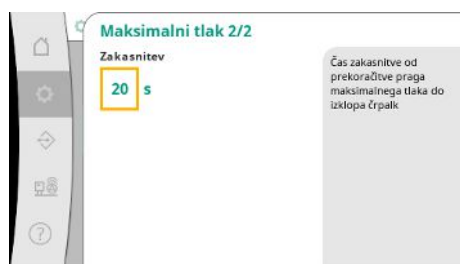 Maksimalni tlak 2/2
Zakasnitev
20 s
Čas zakasnitve od
prekoračitve praga
maksimalnega tlaka do
izklopa črpalk
?